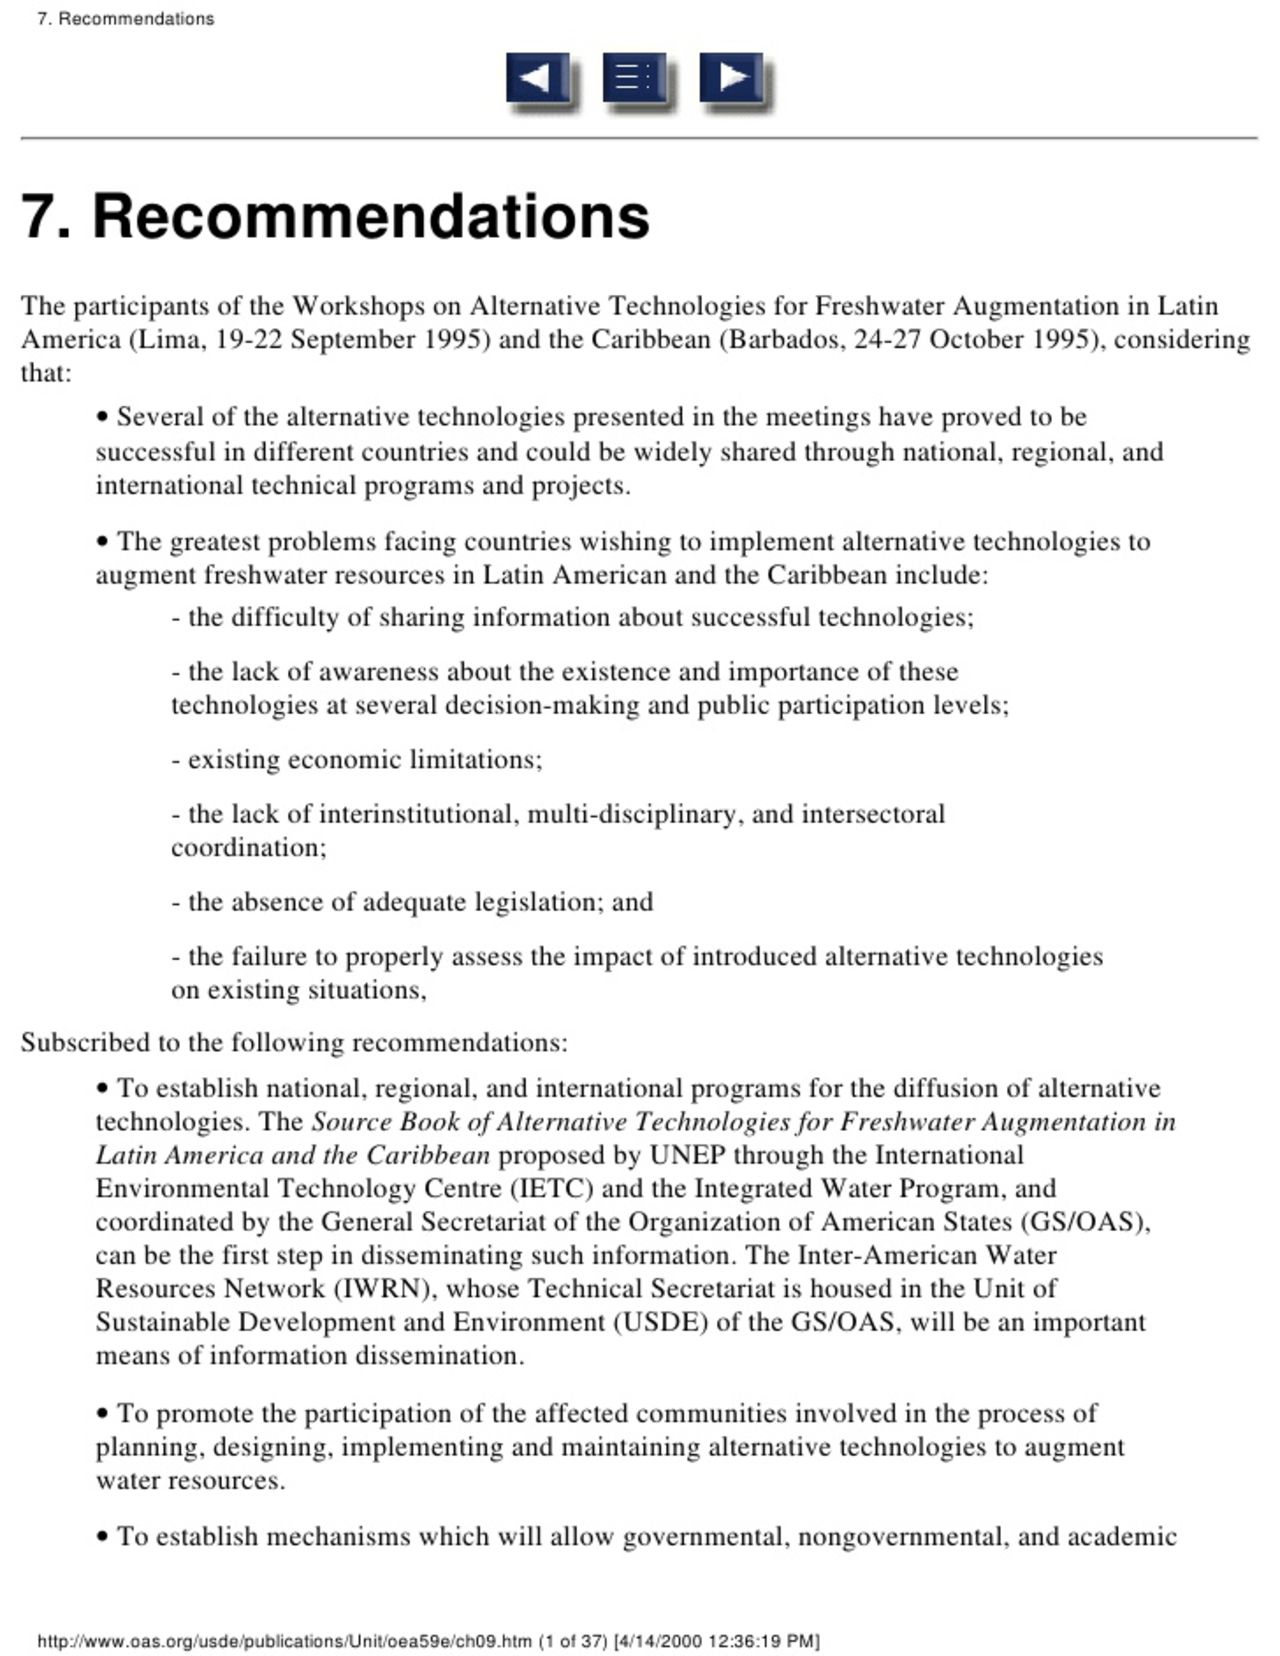 7. Recommendations
7. Recommendations
The participants of the Workshops on Alternative Technologies for Freshwater Augmentation in Latin
America (Lima, 19-22 September 1995) and the Caribbean (Barbados, 24-27 October 1995), considering
that:
• Several of the alternative technologies presented in the meetings have proved to be
successful in different countries and could be widely shared through national, regional, and
international technical programs and projects.
• The greatest problems facing countries wishing to implement alternative technologies to
augment freshwater resources in Latin American and the Caribbean include:
- the difficulty of sharing information about successful technologies;
- the lack of awareness about the existence and importance of these
technologies at several decision-making and public participation levels;
- existing economic limitations;
- the lack of interinstitutional, multi-disciplinary, and intersectoral
coordination;
- the absence of adequate legislation; and
- the failure to properly assess the impact of introduced alternative technologies
on existing situations,
Subscribed to the following recommendations:
• To establish national, regional, and international programs for the diffusion of alternative
technologies. The Source Book of Alternative Technologies for Freshwater Augmentation in
Latin America and the Caribbean proposed by UNEP through the International
Environmental Technology Centre (IETC) and the Integrated Water Program, and
coordinated by the General Secretariat of the Organization of American States (GS/OAS),
can be the first step in disseminating such information. The Inter-American Water
Resources Network (IWRN), whose Technical Secretariat is housed in the Unit of
Sustainable Development and Environment (USDE) of the GS/OAS, will be an important
means of information dissemination.
• To promote the participation of the affected communities involved in the process of
planning, designing, implementing and maintaining alternative technologies to augment
water resources.
• To establish mechanisms which will allow governmental, nongovernmental, and academic
http://www.oas.org/usde/publications/Unit/oea59e/ch09.htm (1 of 37) [4/14/2000 12:36:19 PM]